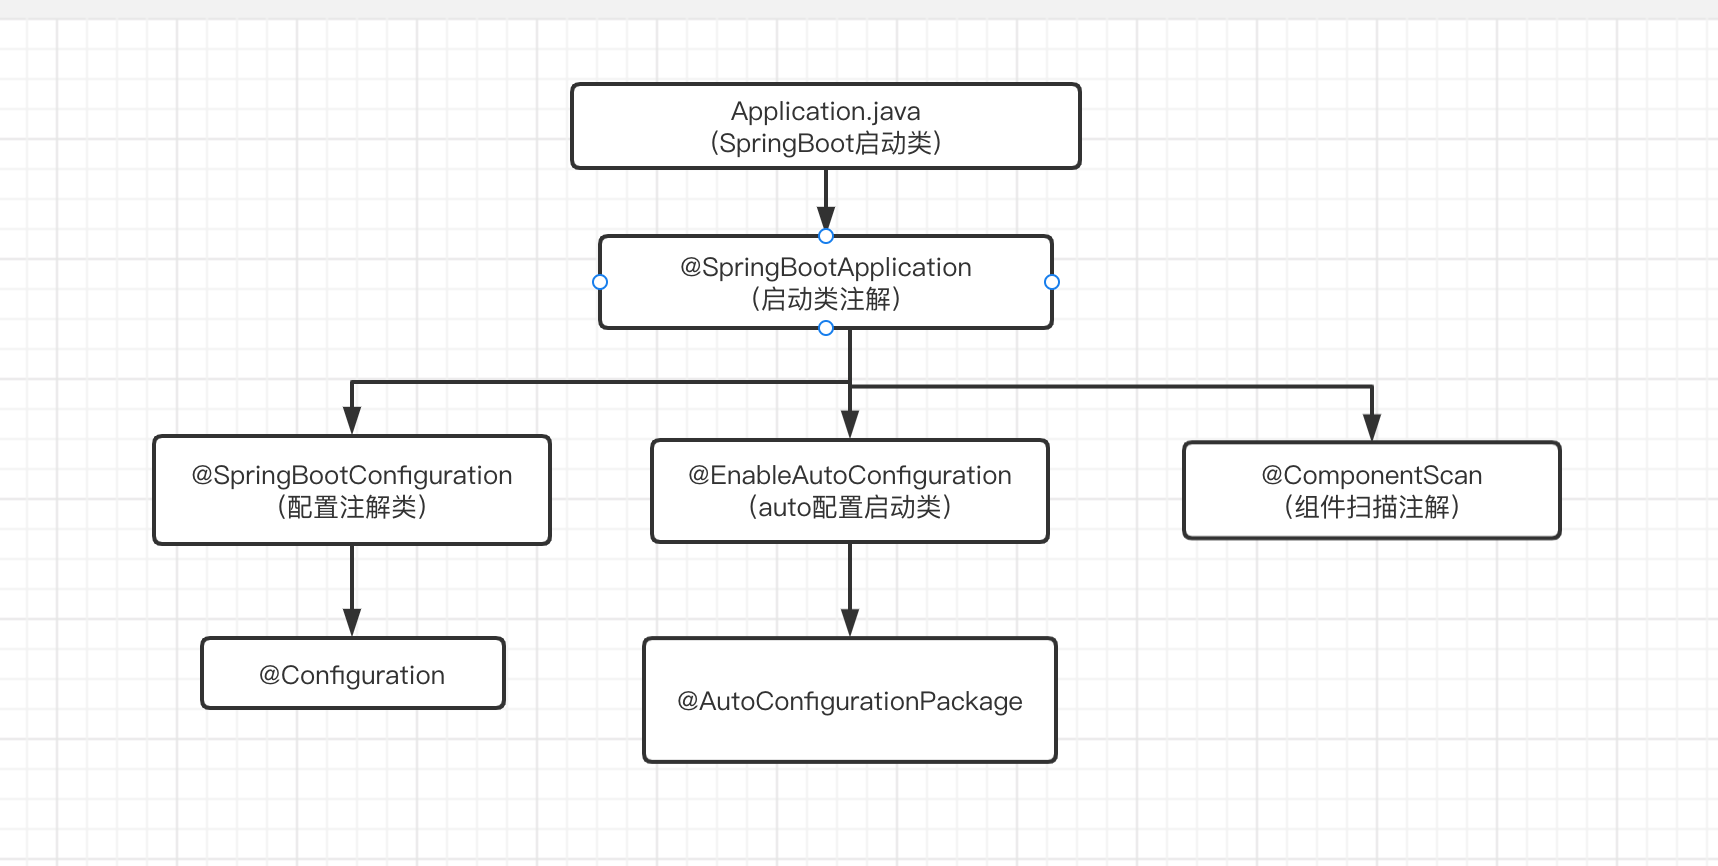 Application.java
（SpringBoot启动类）
@SpringBootApplication
（启动类注解）
@SpringBootConfiguration
（配置注解类）
@EnableAutoConfiguration
（auto配置启动类）
@ComponentScan
（组件扫描注解）
@Configuration
@AutoConfigurationPackage